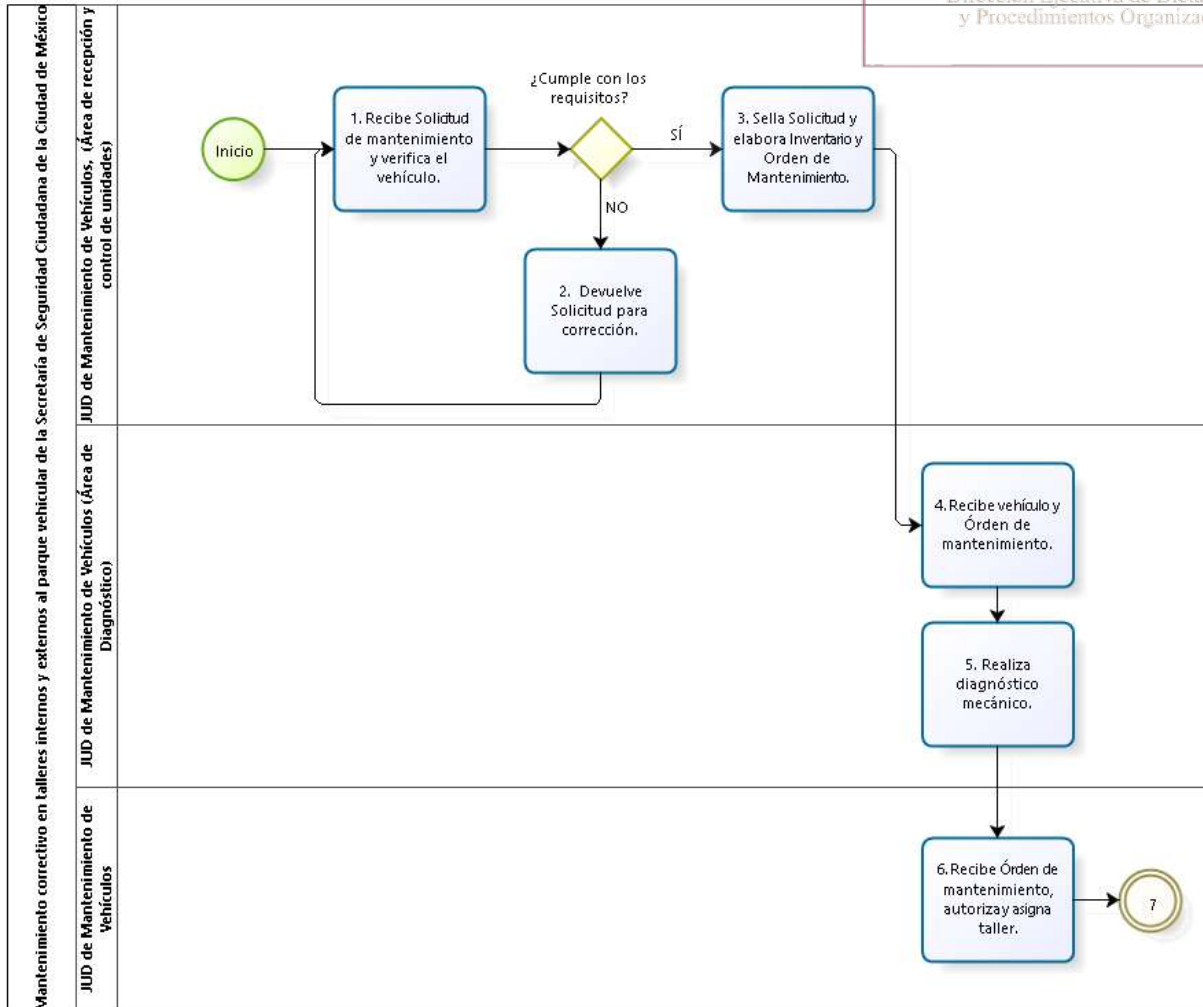 y Procedimientos Organiza
Mantenimiento correctivo en talleres internos y externos al parque vehicular de la Secretaría de Seguridad Ciudadana de la Ciudad de México
JUD de Mantenimiento de Vehículos, (Área de recepción y
control de unidades)
Inicio
1. Recibe Solicitud
de mantenimiento
y verifica el
vehículo.
¿Cumple con los
requisitos?
SÍ
NO
3. Sella Solicitud y
elabora Inventario y
Orden de
Mantenimiento.
2. Devuelve
Solicitud para
corrección.
JUD de Mantenimiento de Vehículos (Área de
Diagnóstico)
4. Recibe vehículo y
Órden de
mantenimiento.
5. Realiza
diagnóstico
mecánico.
JUD de Mantenimiento de
Vehículos
6. Recibe Órden de
mantenimiento,
autoriza y asigna
taller.
7